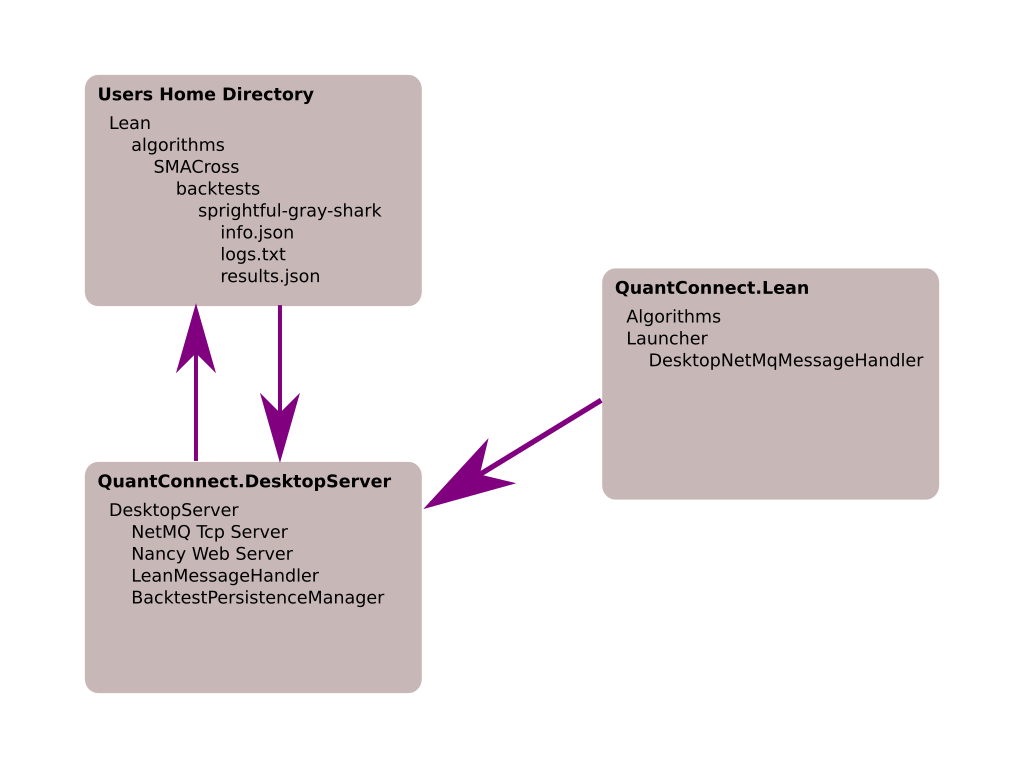 Users Home Directory
Lean
algorithms
SMACross
backtests
sprightful-gray-shark
info.json
logs.txt
results.json
QuantConnect.Lean
Algorithms
Launcher
DesktopNetMqMessageHandler
QuantConnect.DesktopServer
DesktopServer
NetMQ Tcp Server
Nancy Web Server
LeanMessageHandler
BacktestPersistenceManager